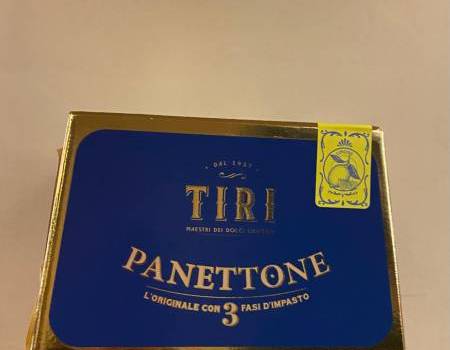 DAL 1957
TIRI
MAESTRI DEI DOLCI LIEVITATI
PANETTONE
L'ORIGINALE CON 3 FASI D'IMPASTO